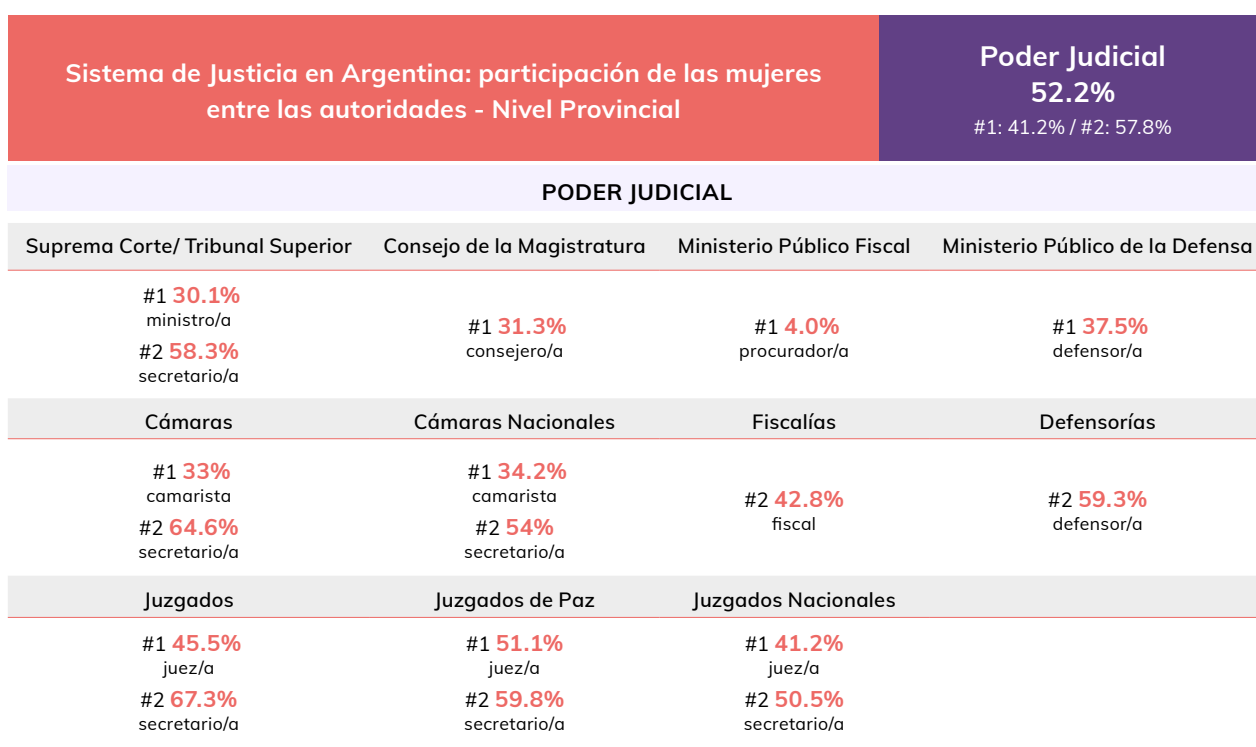 Sistema de Justicia en Argentina: participación de las mujeres
entre las autoridades - Nivel Provincial
Poder Judicial
52.2%
#1: 41.2% / #2: 57.8%
PODER JUDICIAL
Suprema Corte/ Tribunal Superior
Consejo de la Magistratura
Ministerio Público Fiscal
Ministerio Público de la Defensa
#1 30.1%
ministro/a
#2 58.3%
secretario/a
#1 31.3%
consejero/a
#1 4.0%
procurador/a
#1 37.5%
defensor/a
Cámaras
Cámaras Nacionales
Fiscalías
Defensorías
#1 33%
camarista
#2 64.6%
secretario/a
#1 34.2%
camarista
#2 54%
secretario/a
#2 42.8%
fiscal
#2 59.3%
defensor/a
Juzgados
Juzgados de Paz
Juzgados Nacionales
#1 45.5%
juez/a
#2 67.3%
secretario/a
#1 51.1%
juez/a
#2 59.8%
secretario/a
#1 41.2%
juez/a
#2 50.5%
secretario/a